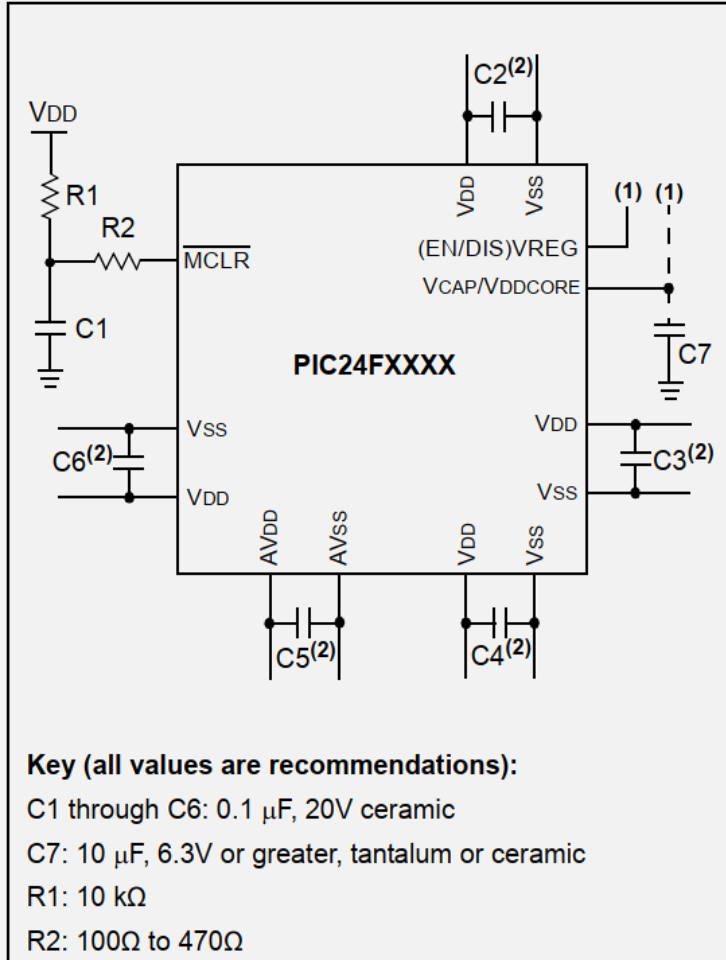 C2(2)
VDD
R1
R2
C1
VDD
VSS
(1) (1)
MCLR
(EN/DIS)VREG
VCAP/VDDCORE
C7
PIC24FXXXX
VSS
VDD
C6(2)
VDD
VSS
C3(2)
AVDD
AVSS
VDD
VSS
C5(2)
C4(2)
Key (all values are recommendations):
C1 through C6: 0.1 μF, 20V ceramic
C7: 10 μF, 6.3V or greater, tantalum or ceramic
R1: 10 kΩ
R2: 100Ω to 470Ω